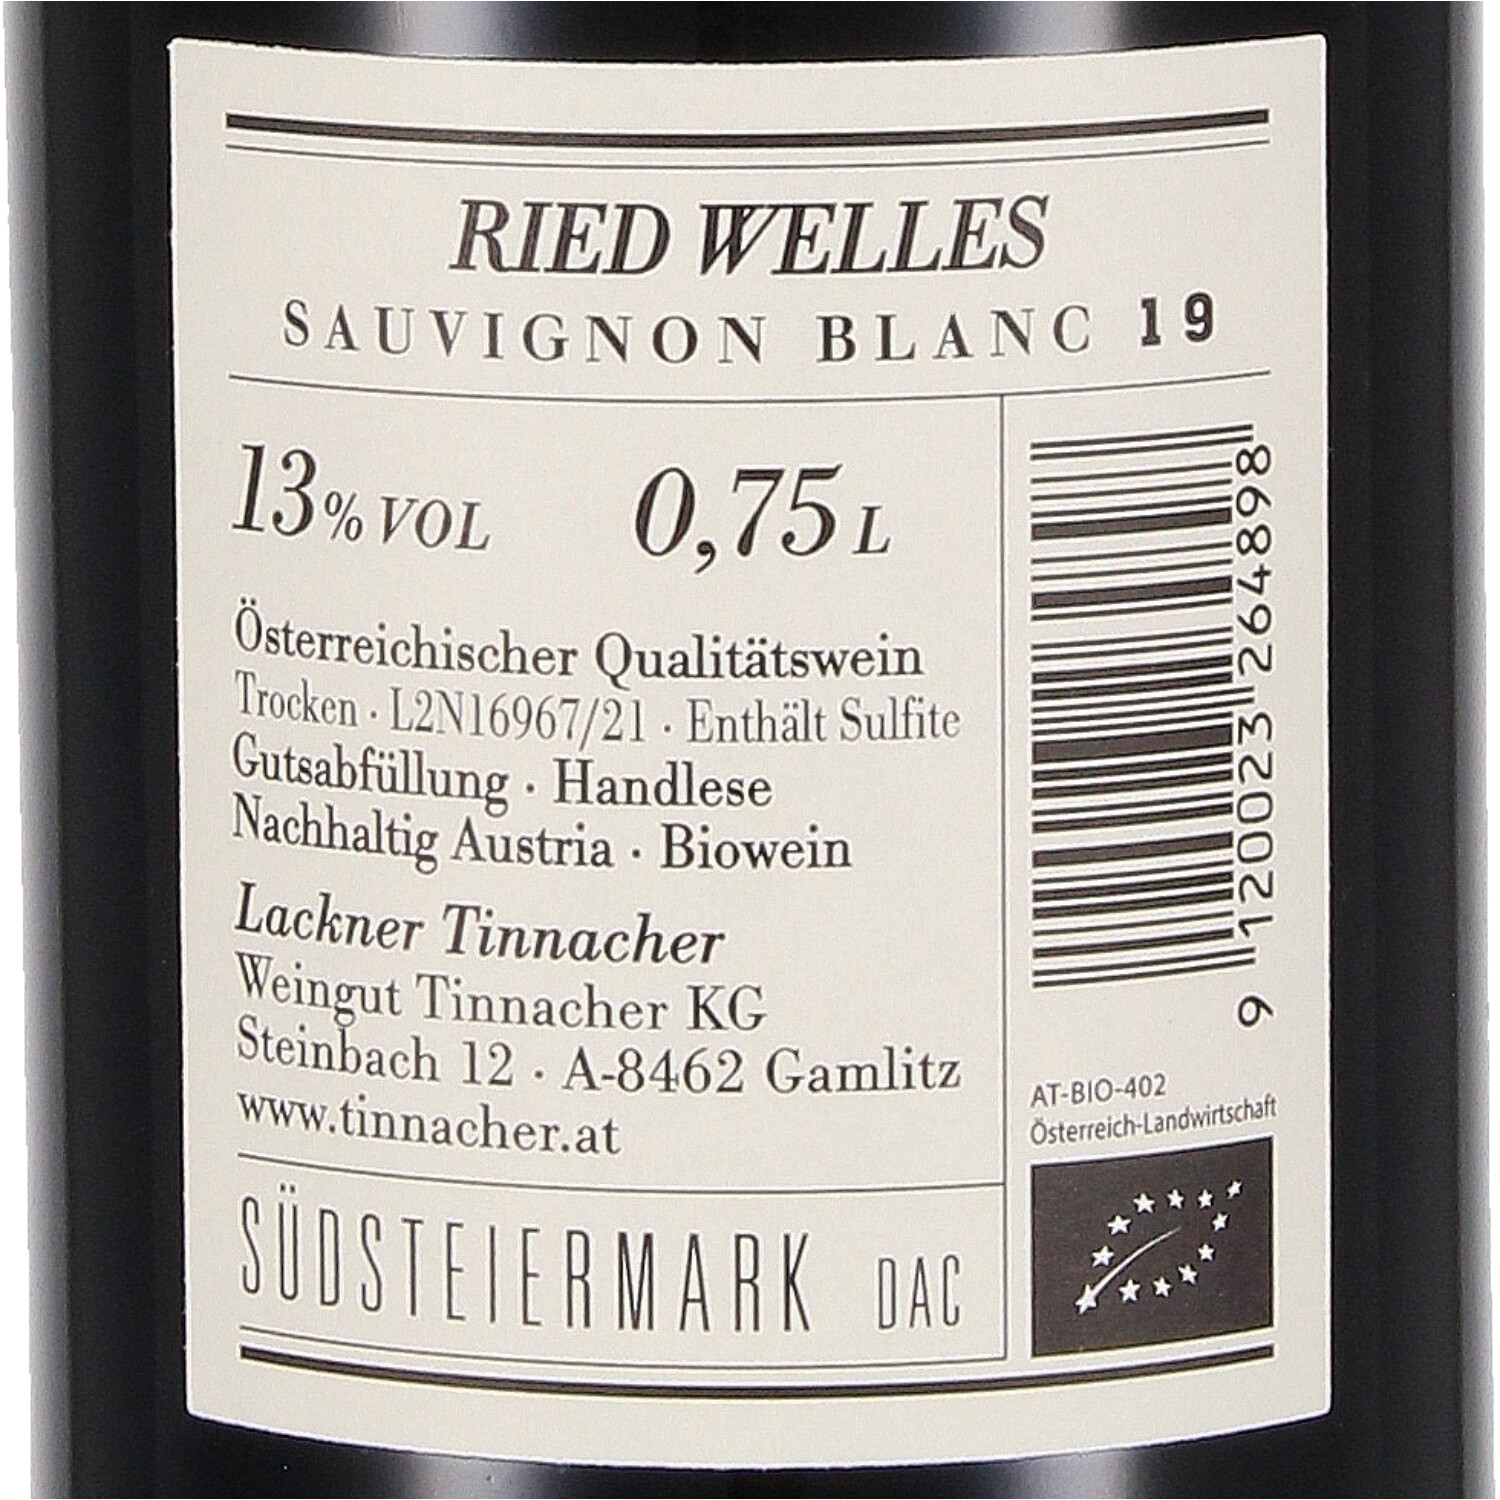 RIED WELLES
SAUVIGNON BLANC 19
13% VOL 0,75 L
Österreichischer Qualitätswein
Trocken · L2N16967/21 · Enthält Sulfite
Gutsabfüllung · Handlese
Nachhaltig Austria · Biowein
Lackner Tinnacher
Weingut Tinnacher KG
Steinbach 12 · A-8462 Gamlitz
www.tinnacher.at
SÜDSTEIERMARK DAC
9 120023 264898
AT-BIO-402
Österreich-Landwirtschaft